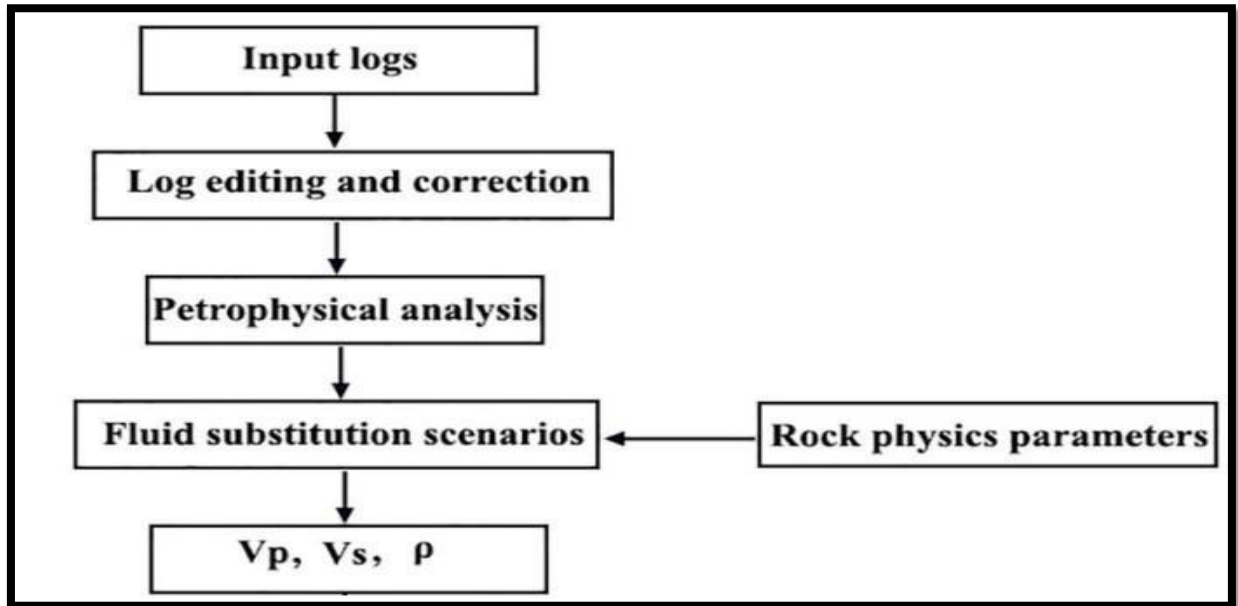 Input logs
Log editing and correction
Petrophysical analysis
Fluid substitution scenarios
Rock physics parameters
Vp, Vs, ρ